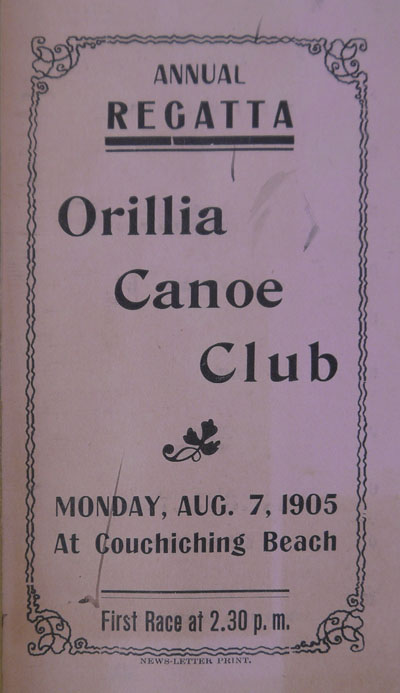 ANNUAL
REGATTA
Orillia
Canoe
Club
MONDAY, AUG. 7, 1905
At Couchiching Beach
First Race at 2.30 p. m.
NEWS-LETTER PRINT.